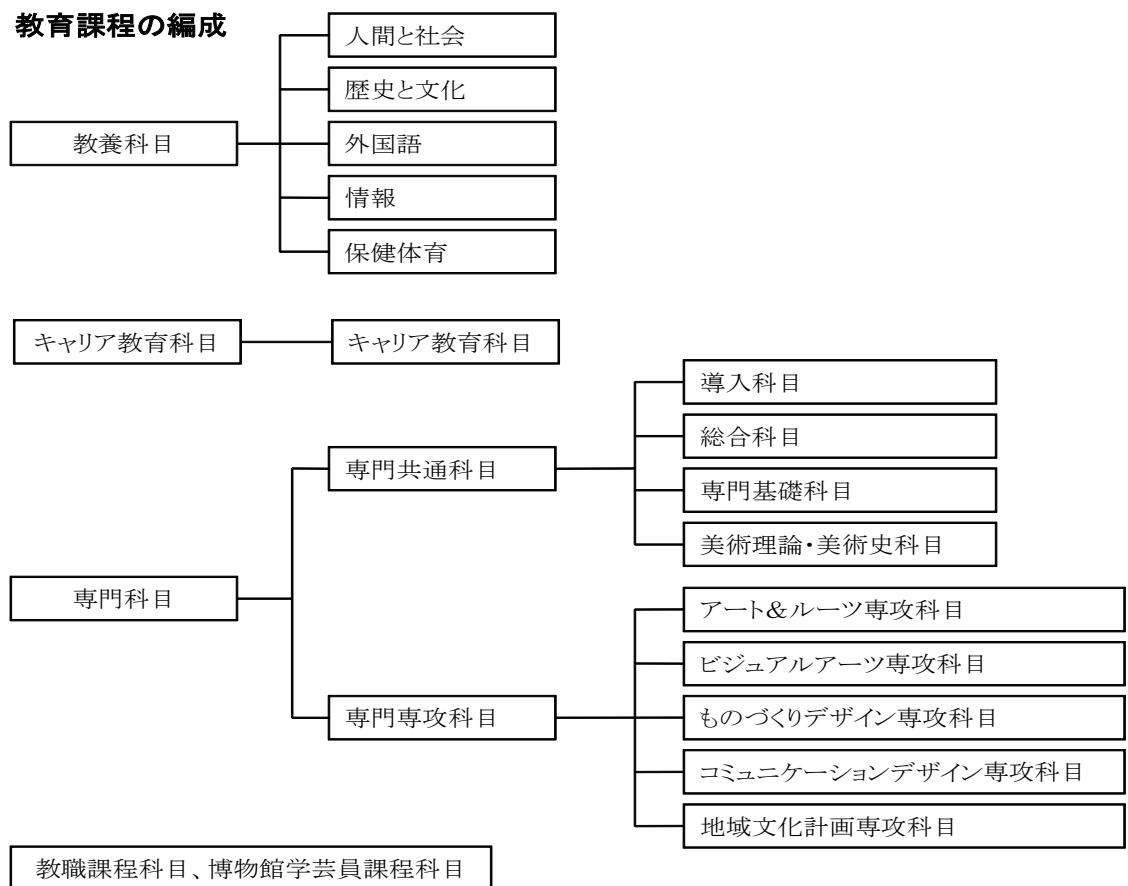 教育課程の編成
教養科目
人間と社会
歴史と文化
外国語
情報
保健体育
キャリア教育科目
キャリア教育科目
専門科目
専門共通科目
導入科目
総合科目
専門基礎科目
美術理論・美術史科目
専門専攻科目
アート&ルーツ専攻科目
ビジュアルアーツ専攻科目
ものづくりデザイン専攻科目
コミュニケーションデザイン専攻科目
地域文化計画専攻科目
教職課程科目、博物館学芸員課程科目